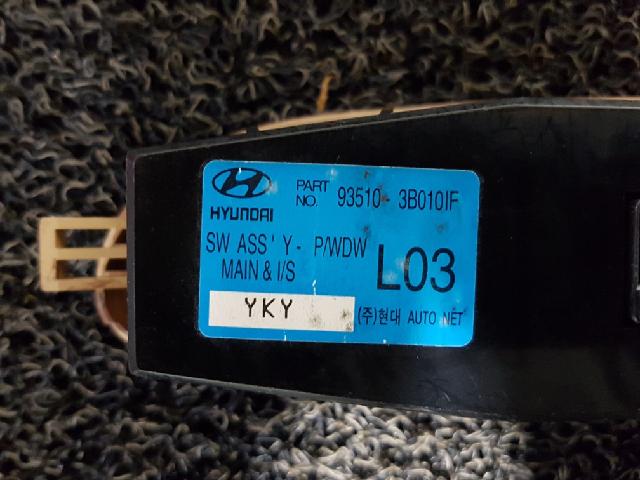 HYUNDAI
PART NO. 93510- 3B010IF
SW ASS'Y- P/WDW
MAIN & I/S
L03
YKY
(주)현대 AUTO NET